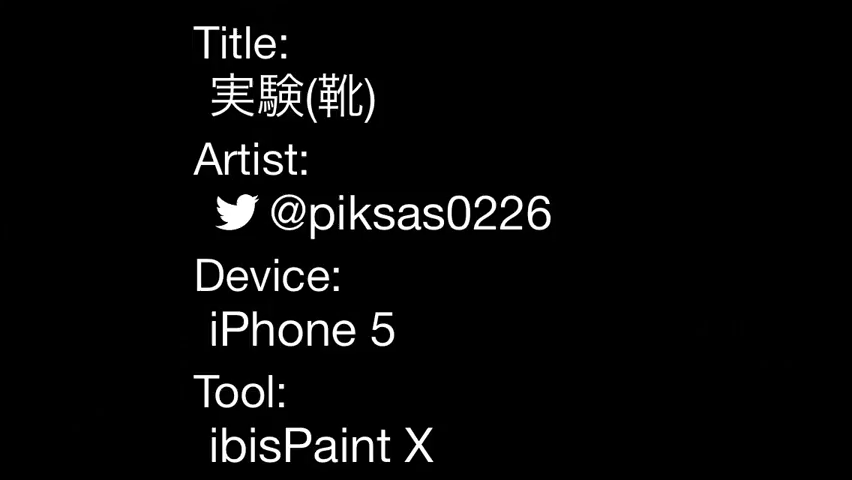 Title:
実験(靴)
Artist:
@piksas0226
Device:
iPhone 5
Tool:
ibisPaint X